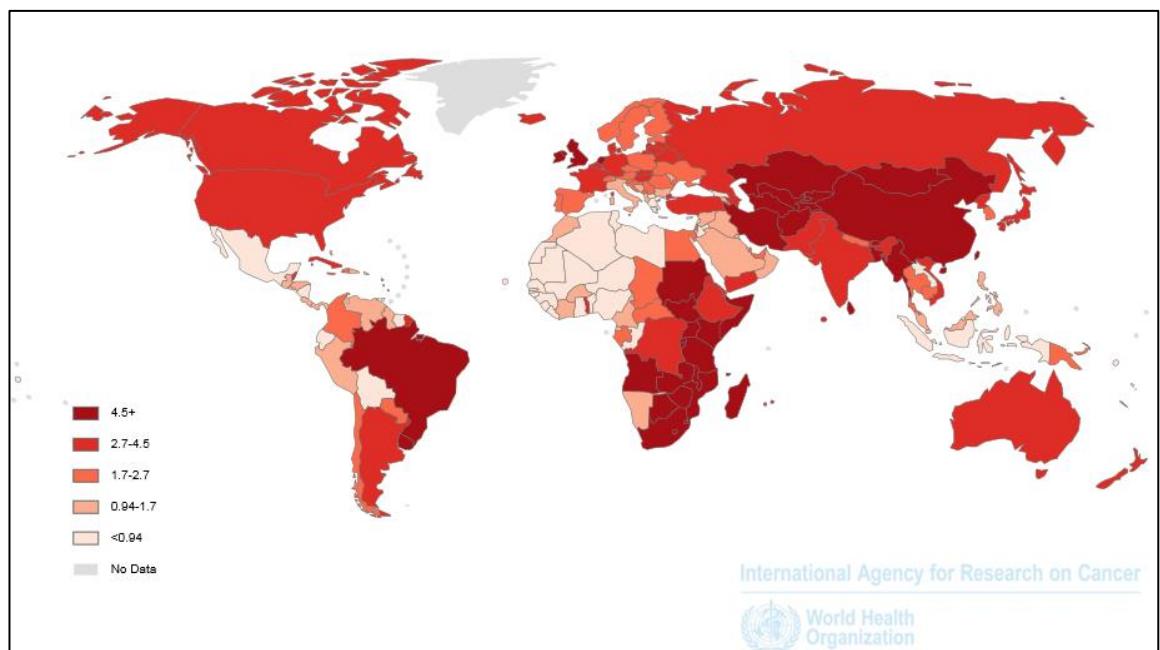 4.5+
2.7-4.5
1.7-2.7
0.94-1.7
<0.94
No Data
International Agency for Research on Cancer
World Health
Organization